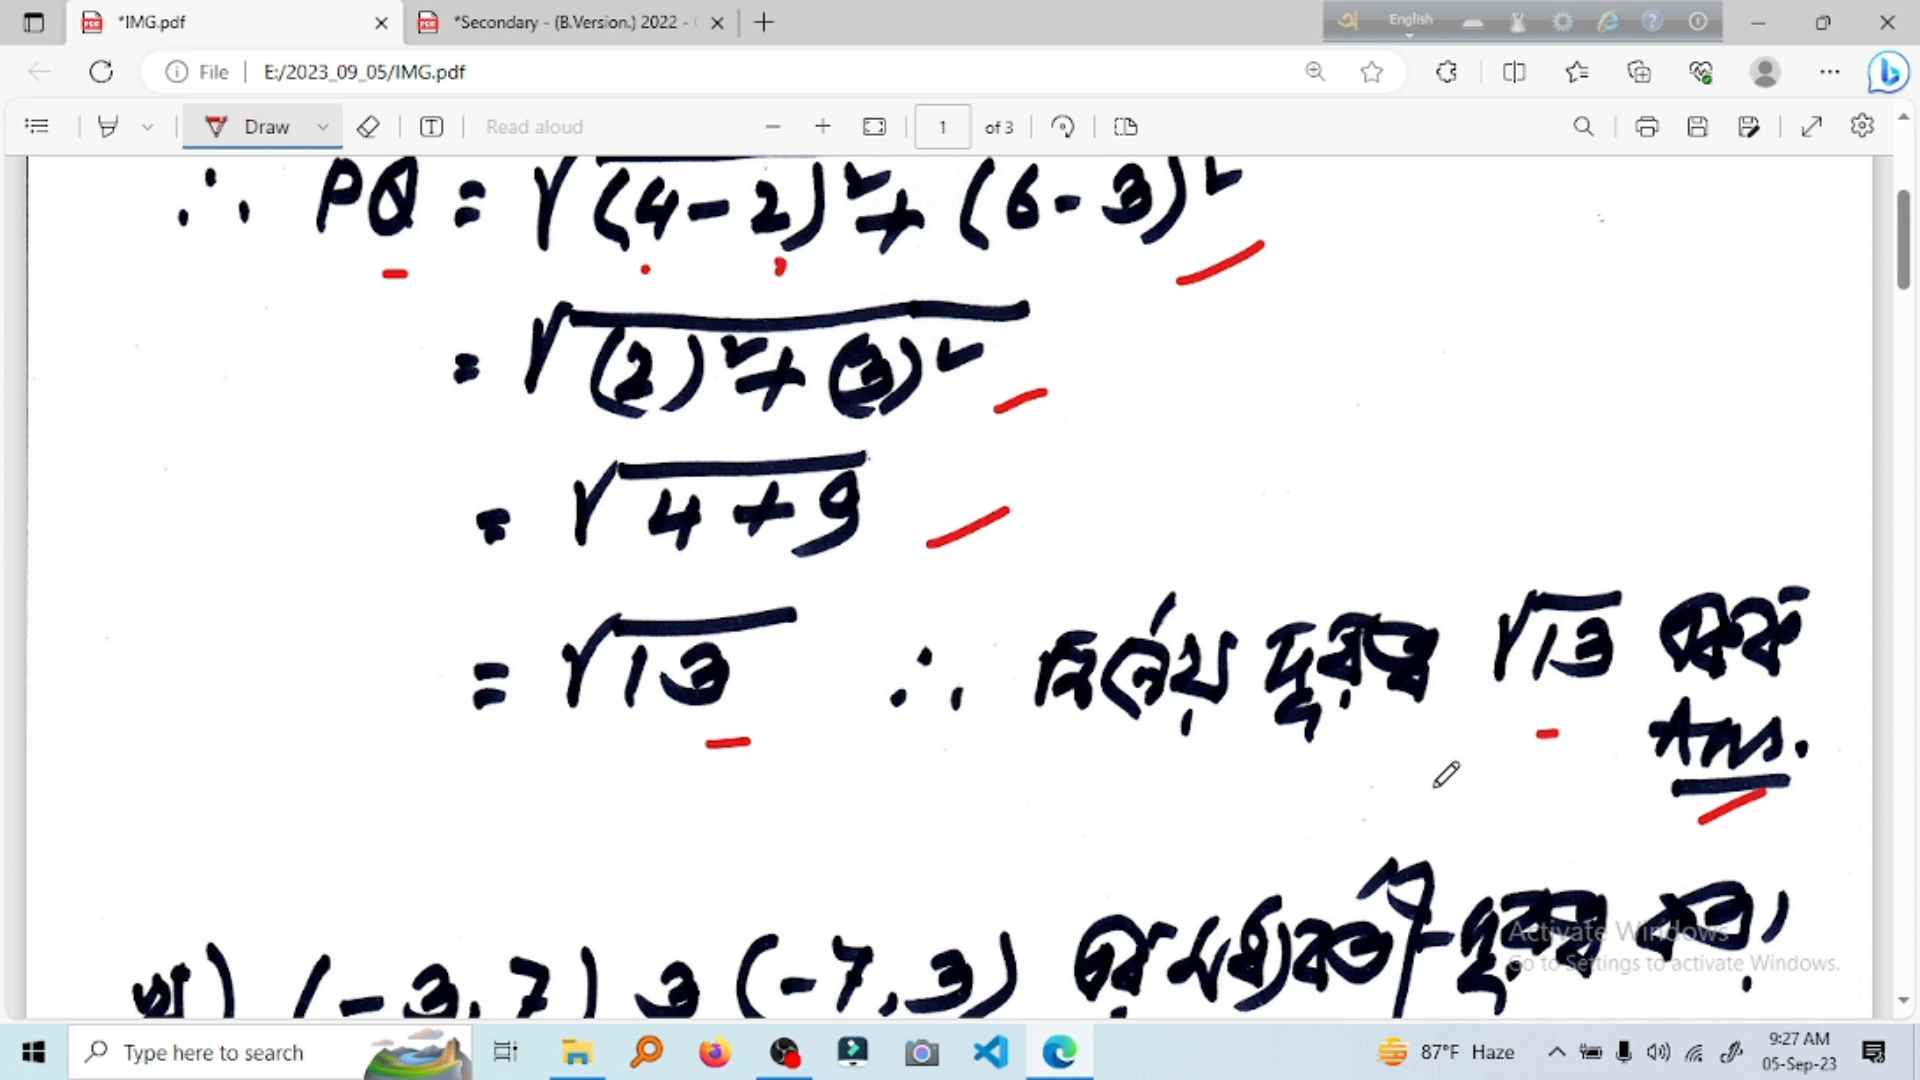 *IMG.pdf
*Secondary - (B.Version.) 2022 -
English
File
E:/2023_09_05/IMG.pdf
Draw
Read aloud
1 of 3
∴ PQ = √(4-2)² + (6-3)²
= √(2)² + (3)²
= √4+9
= √13 ∴ নির্ণেয় দূরত্ব √13 একক
Ans.
খ) (-3, 7) ও (-7, 3)
Activate Windows
Go to Settings to activate Windows.
Type here to search
87°F Haze
9:27 AM
05-Sep-23